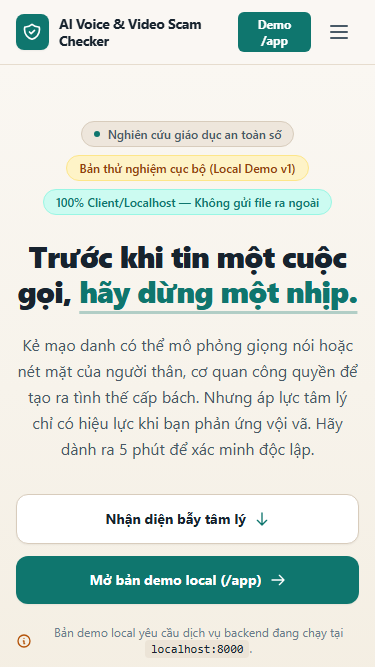 AI Voice & Video Scam
Checker
Demo
/app
Nghiên cứu giáo dục an toàn số
Bản thử nghiệm cục bộ (Local Demo v1)
100% Client/Localhost — Không gửi file ra ngoài
Trước khi tin một cuộc
gọi, hãy dừng một nhịp.
Kẻ mạo danh có thể mô phỏng giọng nói hoặc
nét mặt của người thân, cơ quan công quyền để
tạo ra tình thế cấp bách. Nhưng áp lực tâm lý
chỉ có hiệu lực khi bạn phản ứng vội vã. Hãy
dành ra 5 phút để xác minh độc lập.
Nhận diện bẫy tâm lý ↓
Mở bản demo local (/app) →
Bản demo local yêu cầu dịch vụ backend đang chạy tại
localhost:8000 .